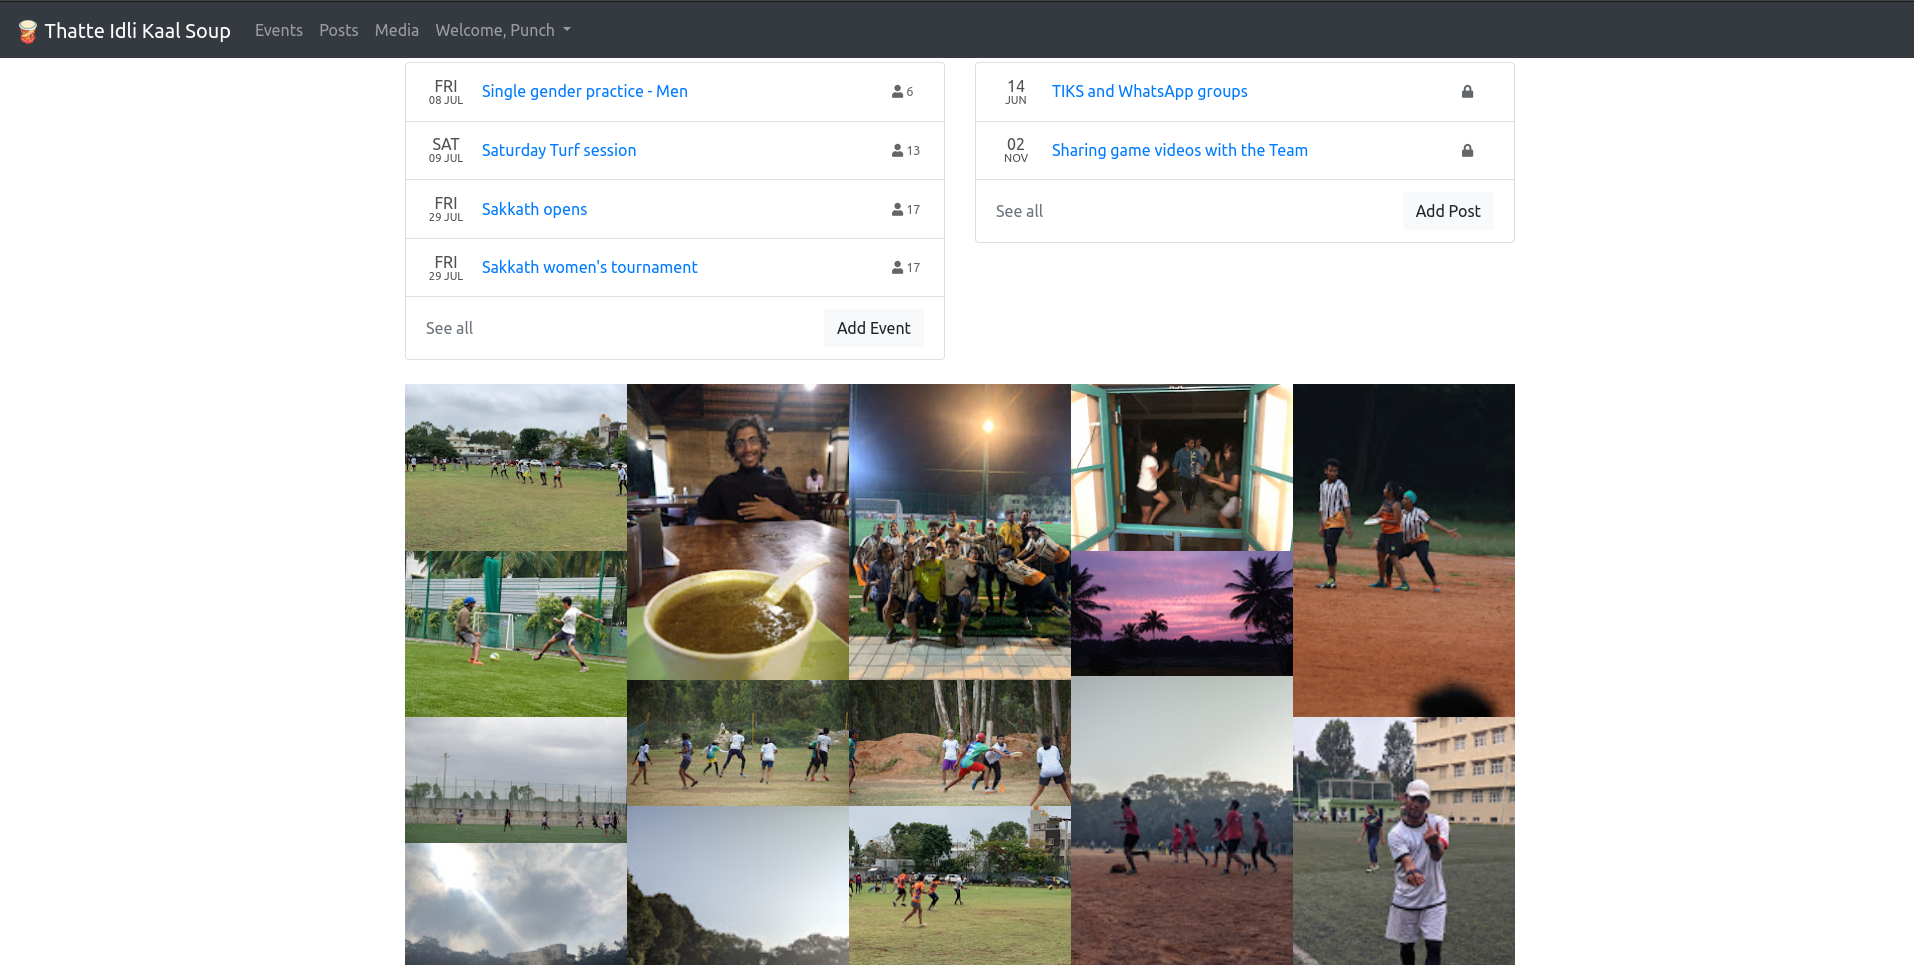 Thatte Idli Kaal Soup Events Posts Media Welcome, Punch
FRI
08 JUL
Single gender practice - Men
6
SAT
09 JUL
Saturday Turf session
13
FRI
29 JUL
Sakkath opens
17
FRI
29 JUL
Sakkath women's tournament
17
See all
Add Event
14
JUN
TIKS and WhatsApp groups
02
NOV
Sharing game videos with the Team
See all
Add Post